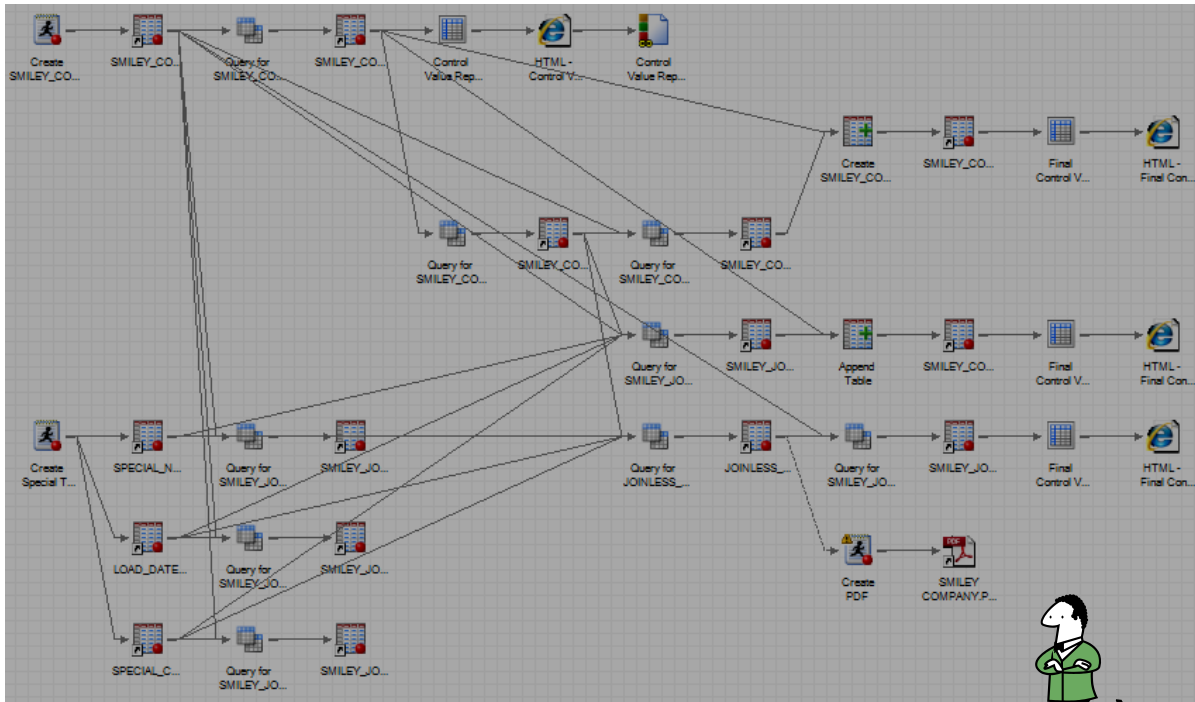 Create
SMILEY_CO...
SMILEY_CO...
Query for
SMILEY_CO...
SMILEY_CO...
Control
Value Rep...
HTML -
Control V...
Control
Value Rep...
Create
SMILEY_CO...
SMILEY_CO...
Final
Control V...
HTML -
Final Con...
Query for
SMILEY_CO...
SMILEY_CO...
Query for
SMILEY_CO...
SMILEY_CO...
Query for
SMILEY_JO...
SMILEY_JO...
Append
Table
SMILEY_CO...
Final
Control V...
HTML -
Final Con...
Create
Special T...
SPECIAL_N...
Query for
SMILEY_JO...
SMILEY_JO...
Query for
JOINLESS_...
JOINLESS_...
Query for
SMILEY_JO...
SMILEY_JO...
Final
Control V...
HTML -
Final Con...
LOAD_DATE...
Query for
SMILEY_JO...
SMILEY_JO...
Create
PDF
PDF
SMILEY
COMPANY.P...
SPECIAL_C...
Query for
SMILEY_JO...
SMILEY_JO...